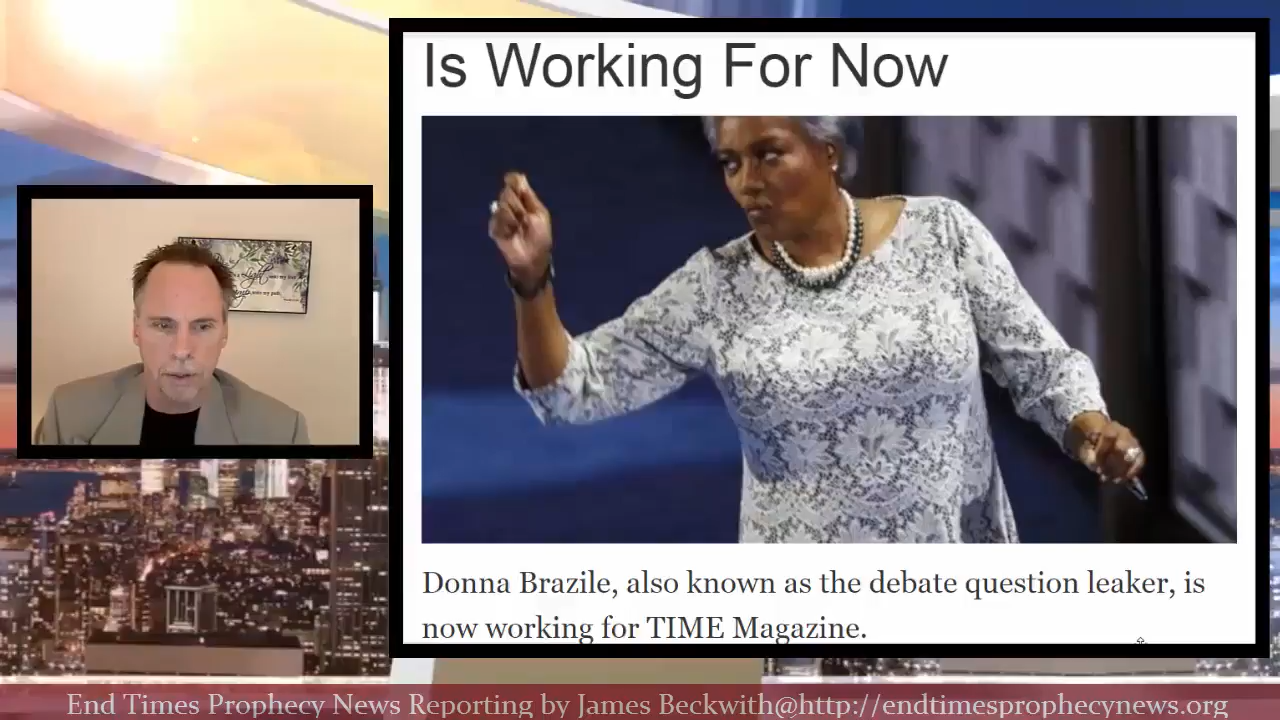 Is Working For Now
Light
Donna Brazile, also known as the debate question leaker, is
now working for TIME Magazine.
End Times Prophecy News Reporting by James Beckwith@http://endtimesprophecynews.org